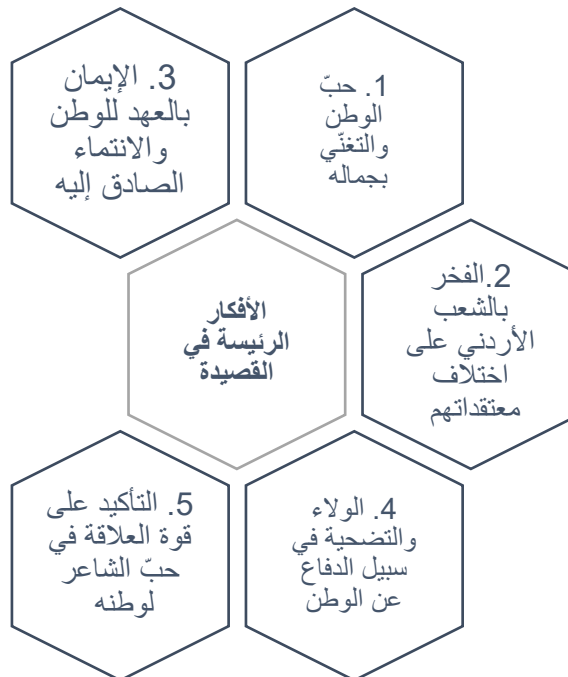 1. حبّ
الوطن
والتغنّي
بجماله
3. الإيمان
بالعهد للوطن
والانتماء
الصادق إليه
2.الفخر
بالشعب
الأردني على
اختلاف
معتقداتهم
الأفكار
الرئيسة في
القصيدة
4. الولاء
والتضحية في
سبيل الدفاع
عن الوطن
5. التأكيد على
قوة العلاقة في
حبّ الشاعر
لوطنه